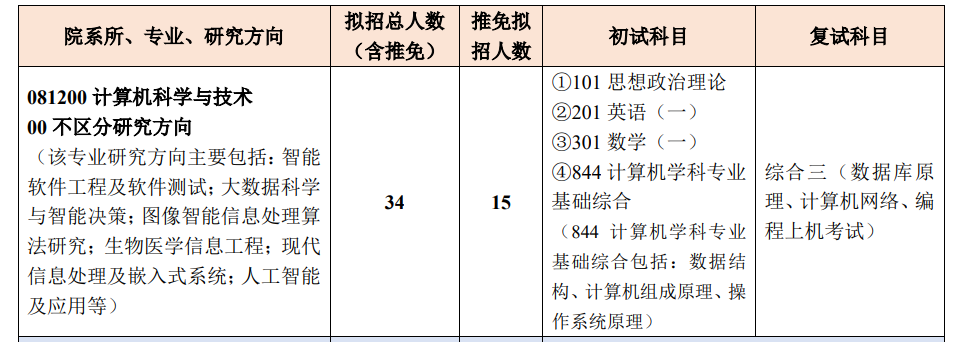 院系所、专业、研究方向
拟招总人数
（含推免）
推免拟
招人数
初试科目
复试科目
081200 计算机科学与技术
00 不区分研究方向
（该专业研究方向主要包括：智能
软件工程及软件测试；大数据科学
与智能决策；图像智能信息处理算
法研究；生物医学信息工程；现代
信息处理及嵌入式系统；人工智能
及应用等）
34
15
①101 思想政治理论
②201 英语（一）
③301 数学（一）
④844 计算机学科专业
基础综合
（844 计算机学科专业
基础综合包括：数据结
构、计算机组成原理、操
作系统原理）
综合三（数据库原
理、计算机网络、编
程上机考试）